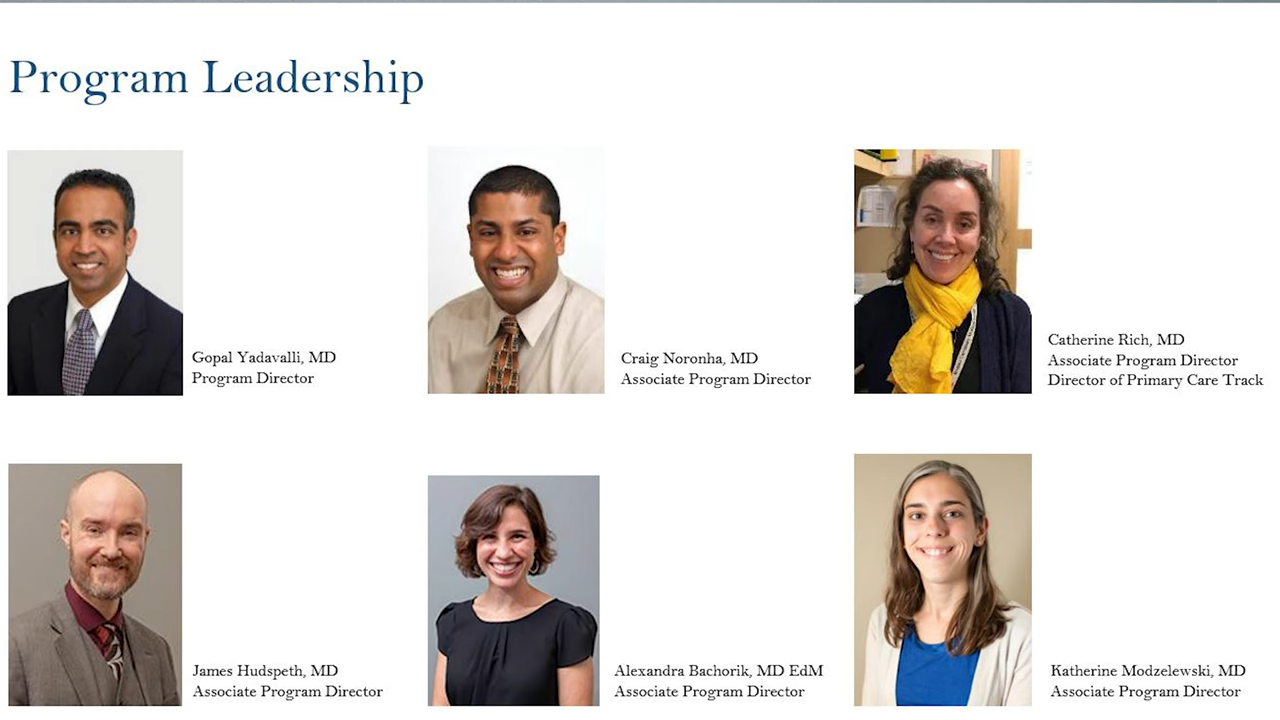 Program Leadership
Gopal Yadavalli, MD
Program Director
Craig Noronha, MD
Associate Program Director
Catherine Rich, MD
Associate Program Director
Director of Primary Care Track
James Hudspeth, MD
Associate Program Director
Alexandra Bachorik, MD EdM
Associate Program Director
Katherine Modzelewski, MD
Associate Program Director